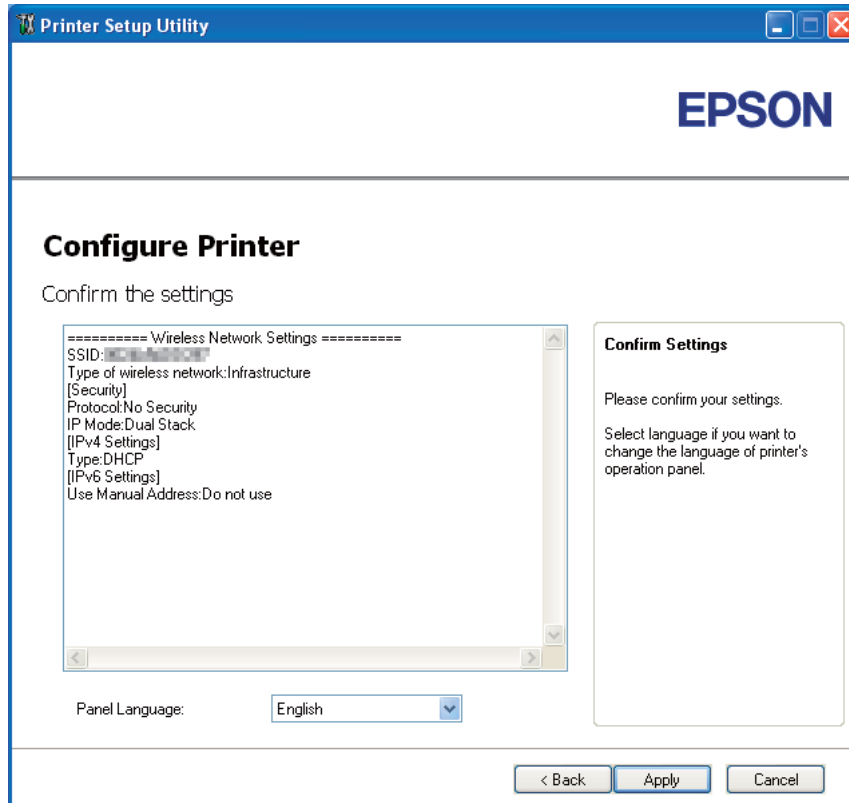 Printer Setup Utility
EPSON
Configure Printer
Confirm the settings
========== Wireless Network Settings ==========
SSID:
Type of wireless network:Infrastructure
[Security]
Protocol:No Security
IP Mode:Dual Stack
[IPv4 Settings]
Type:DHCP
[IPv6 Settings]
Use Manual Address:Do not use
Confirm Settings
Please confirm your settings.
Select language if you want to
change the language of printer's
operation panel.
Panel Language:
English
< Back
Apply
Cancel